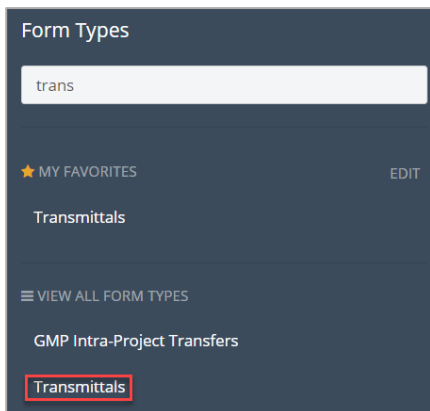 Form Types
trans
MY FAVORITES EDIT
Transmittals
VIEW ALL FORM TYPES
GMP Intra-Project Transfers
Transmittals